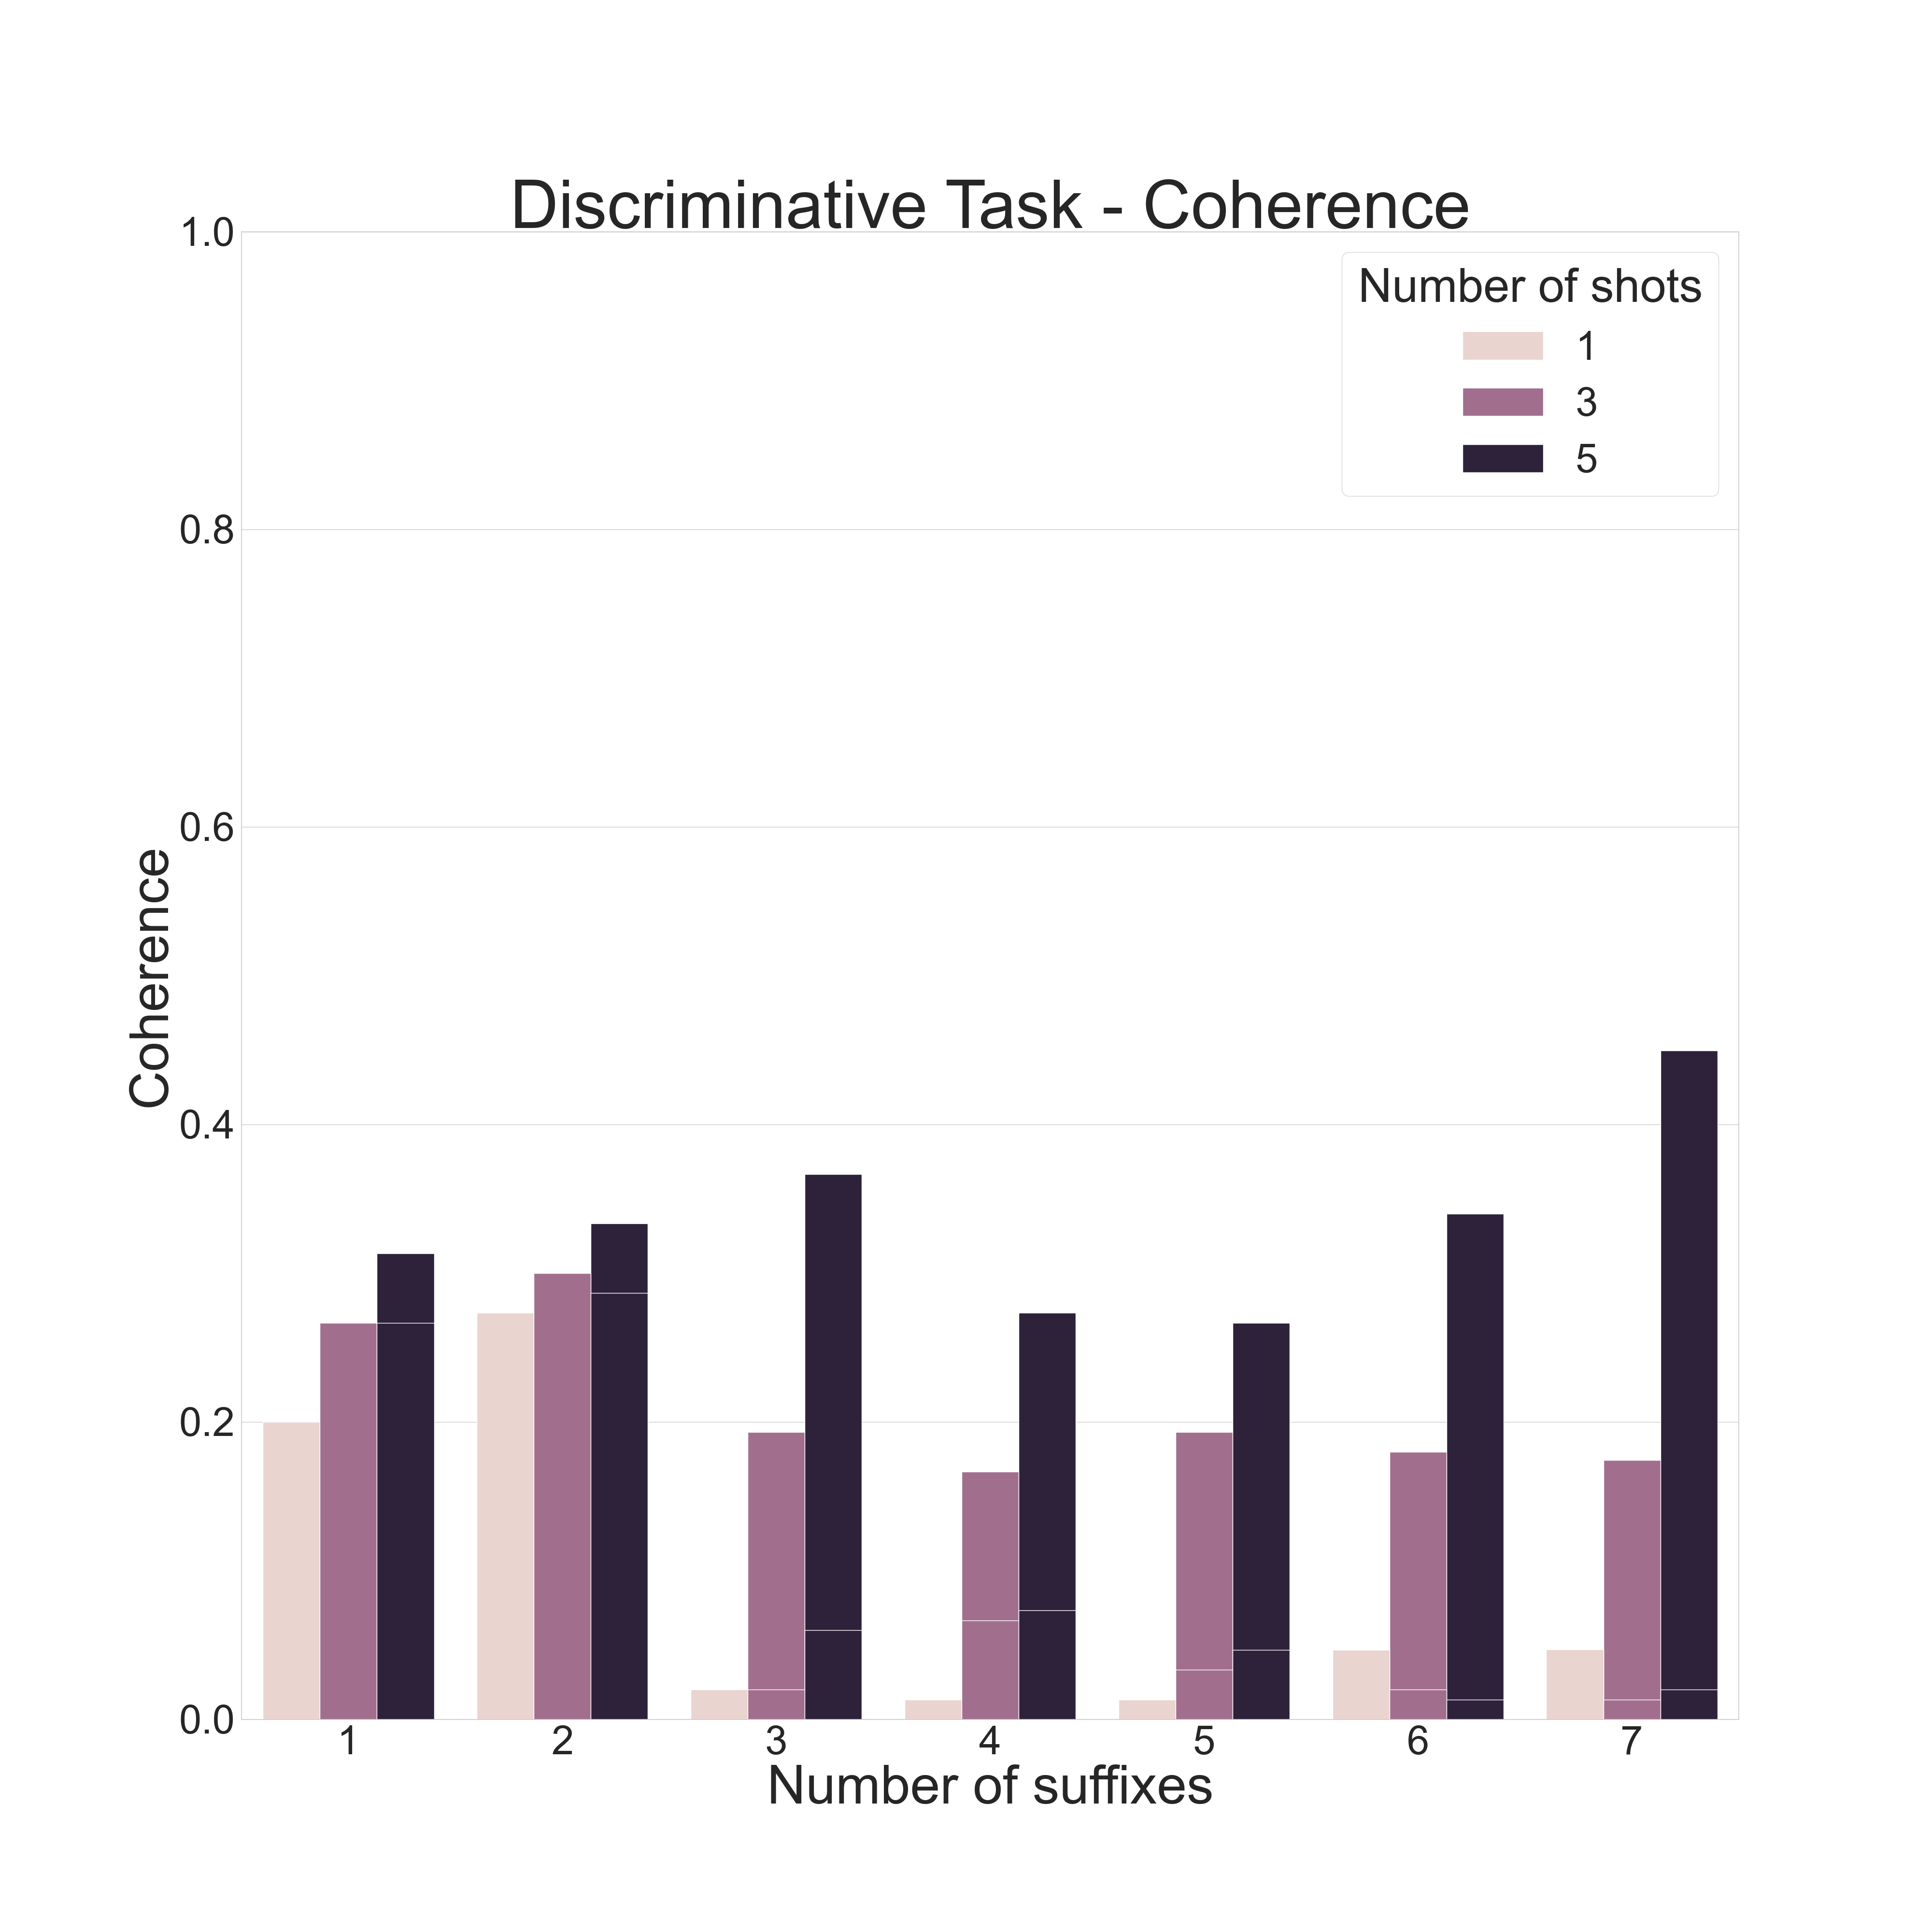 Discriminative Task - Coherence
1.0
0.8
0.6
0.4
0.2
0.0
Coherence
Number of shots
1
3
5
1 2 3 4 5 6 7
Number of suffixes